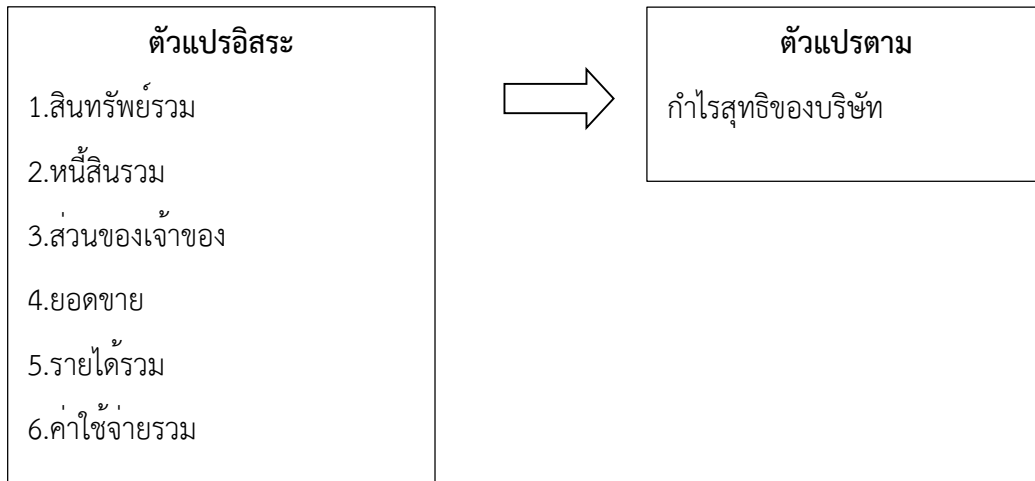 ตัวแปรอิสระ
1.สินทรัพย์รวม
2.หนี้สินรวม
3.ส่วนของเจ้าของ
4.ยอดขาย
5.รายได้รวม
6.ค่าใช้จ่ายรวม
ตัวแปรตาม
กำไรสุทธิของบริษัท